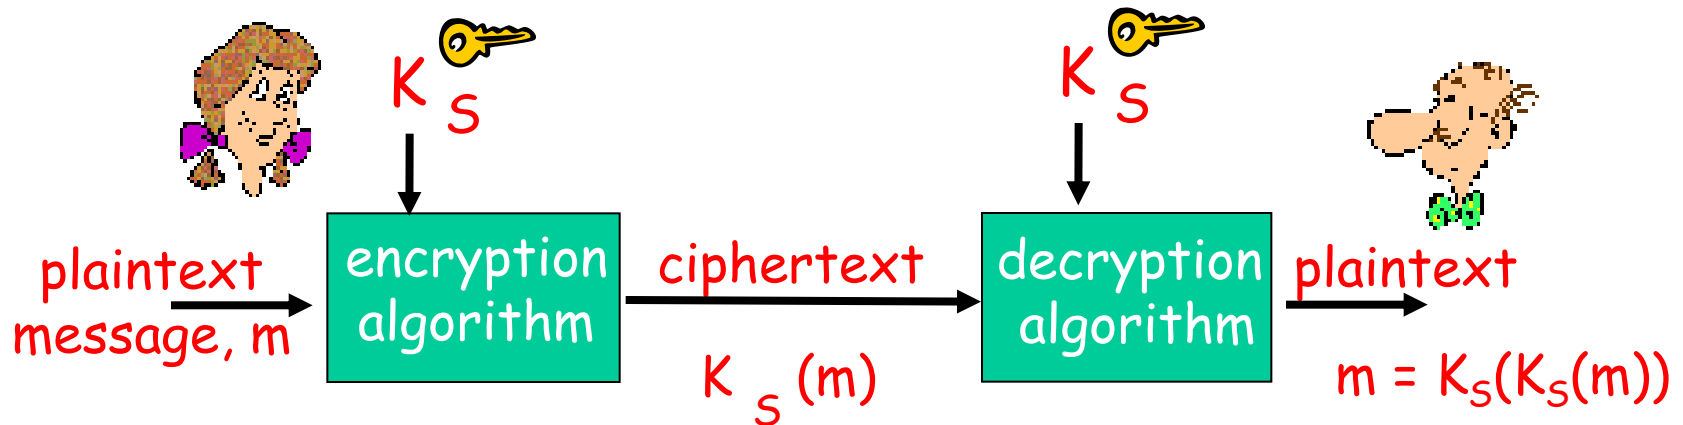 K S
K S
plaintext
message, m
encryption
algorithm
ciphertext
K S (m)
decryption
algorithm
plaintext
m = KS(KS(m))